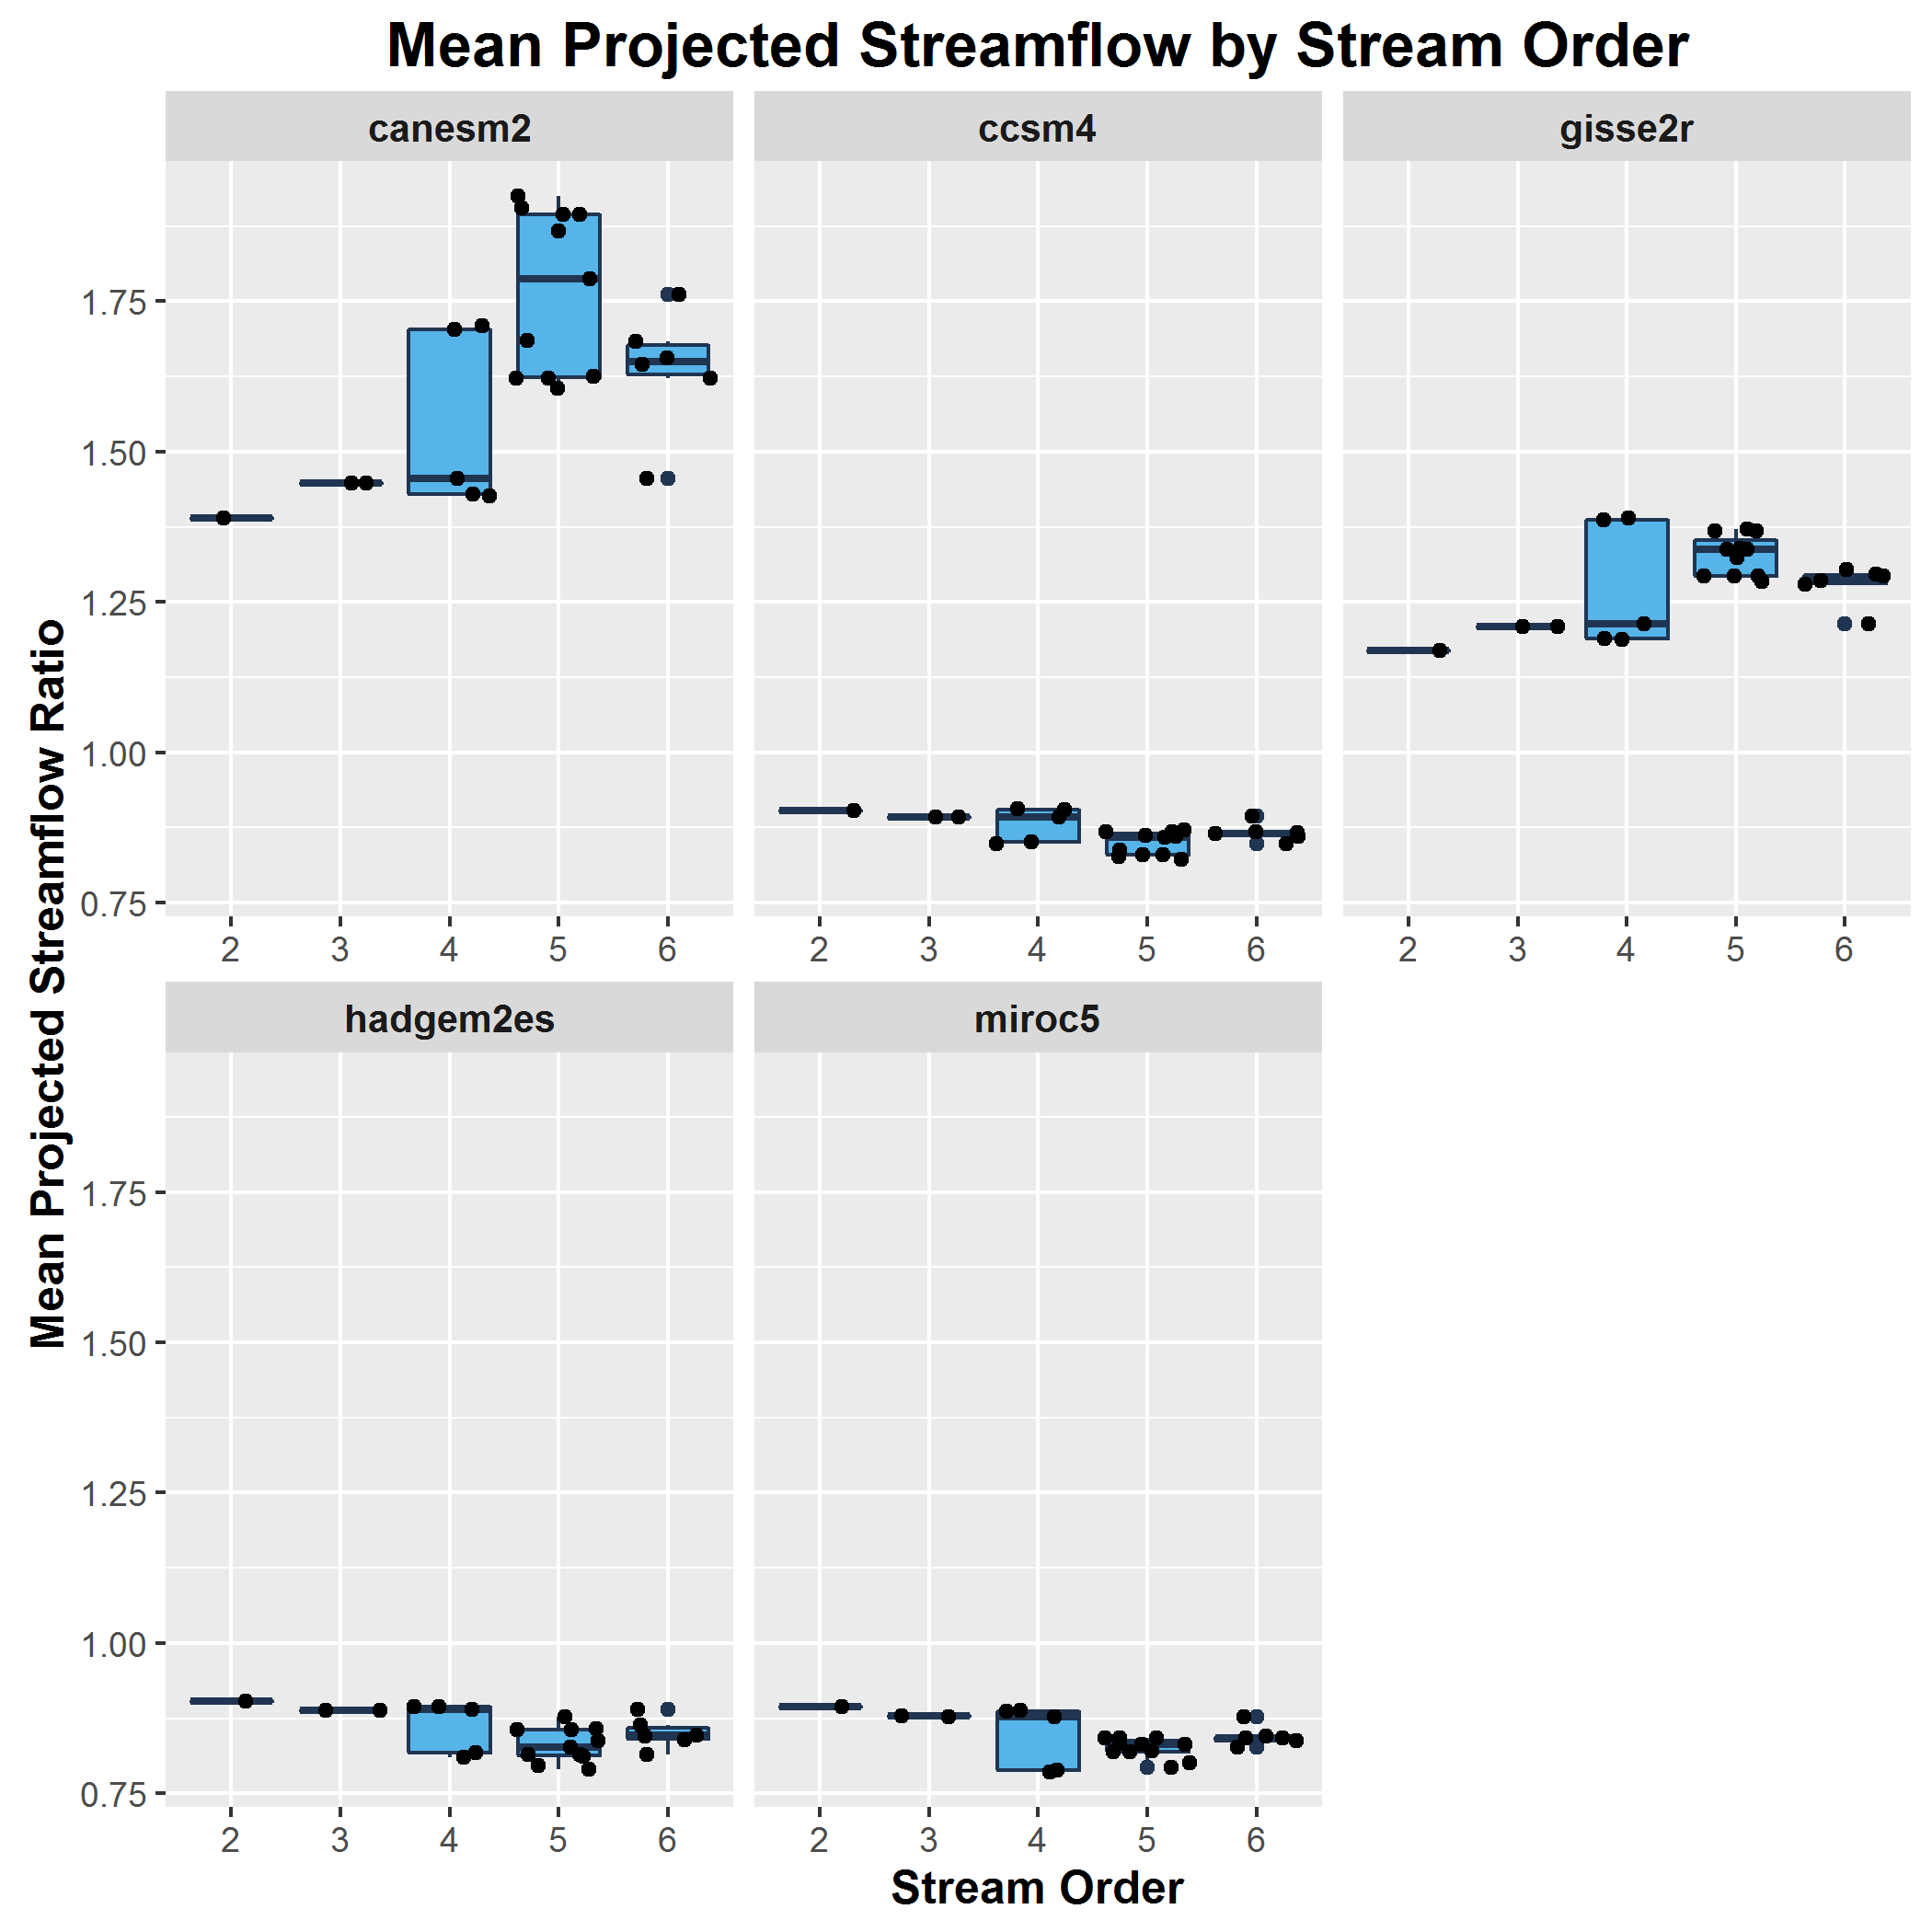 Mean Projected Streamflow by Stream Order
canesm2
ccsm4
gisse2r
1.75
1.50
1.25
1.00
0.75
2 3 4 5 6
2 3 4 5 6
2 3 4 5 6
Mean Projected Streamflow Ratio
hadgem2es
miroc5
1.75
1.50
1.25
1.00
0.75
2 3 4 5 6
2 3 4 5 6
Stream Order